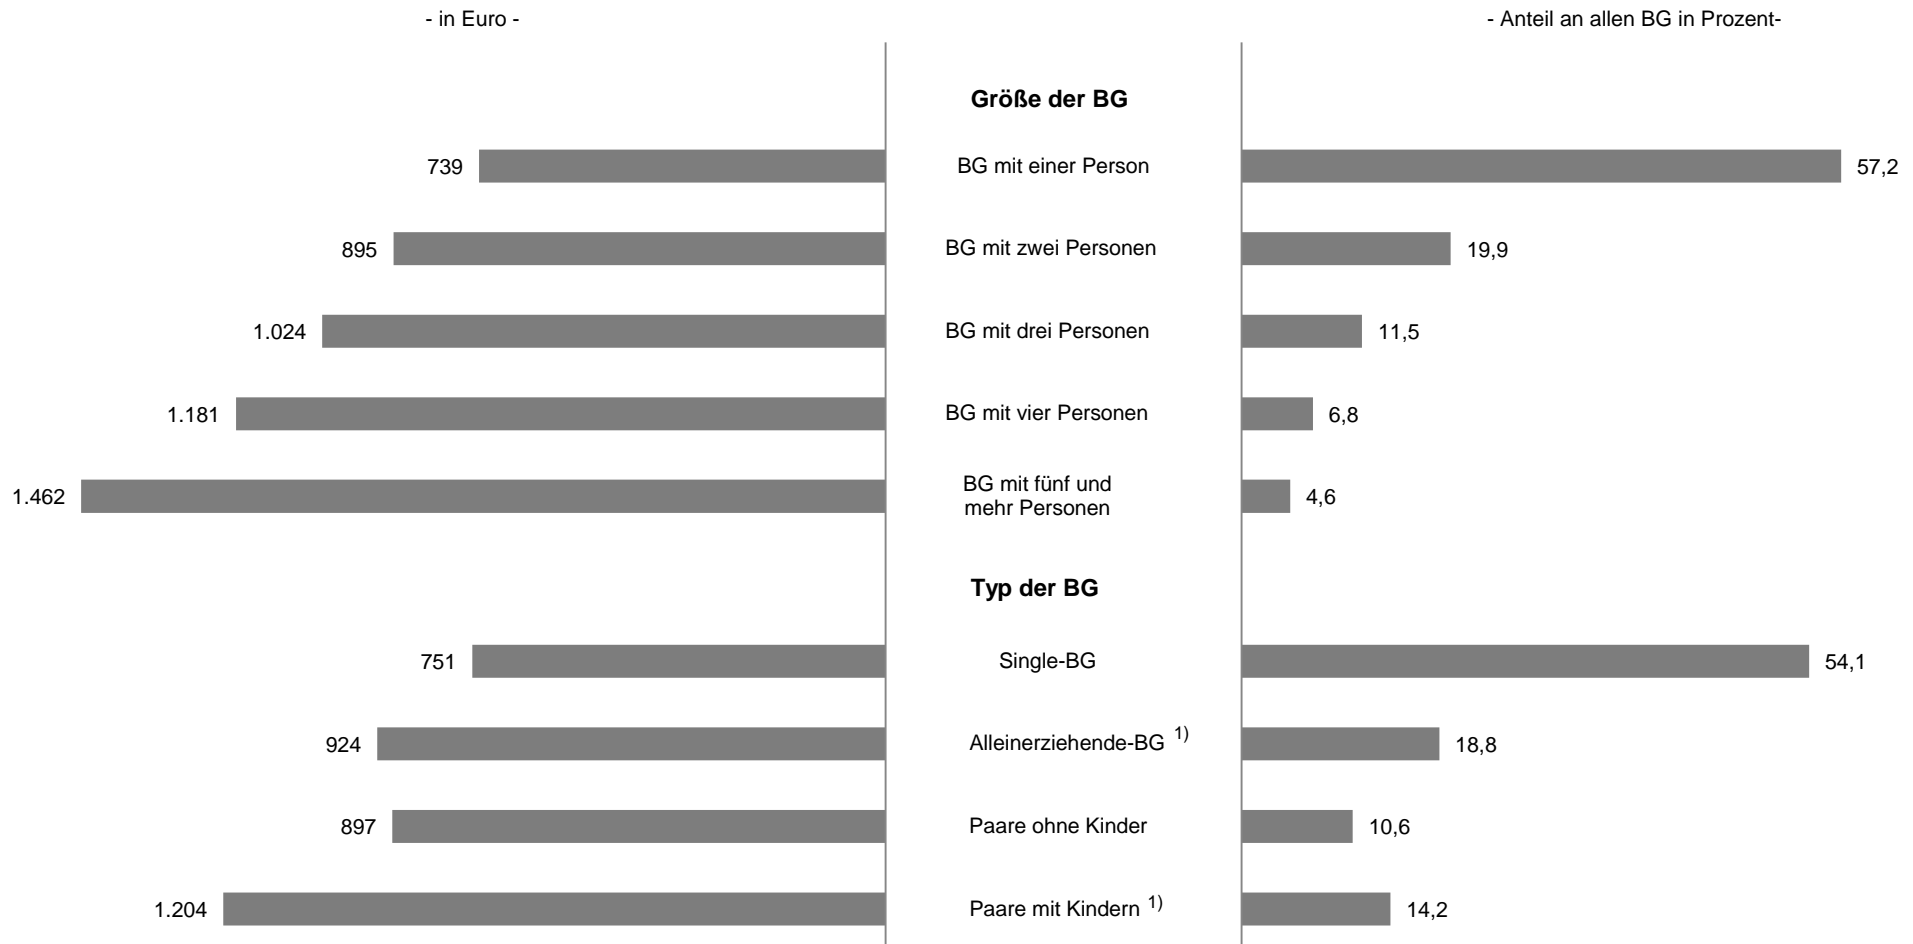 - in Euro -
- Anteil an allen BG in Prozent-
Größe der BG
739 BG mit einer Person 57,2
895 BG mit zwei Personen 19,9
1.024 BG mit drei Personen 11,5
1.181 BG mit vier Personen 6,8
1.462 BG mit fünf und 4,6
mehr Personen
Typ der BG
751 Single-BG 54,1
924 Alleinerziehende-BG 1) 18,8
897 Paare ohne Kinder 10,6
1.204 Paare mit Kindern 1) 14,2